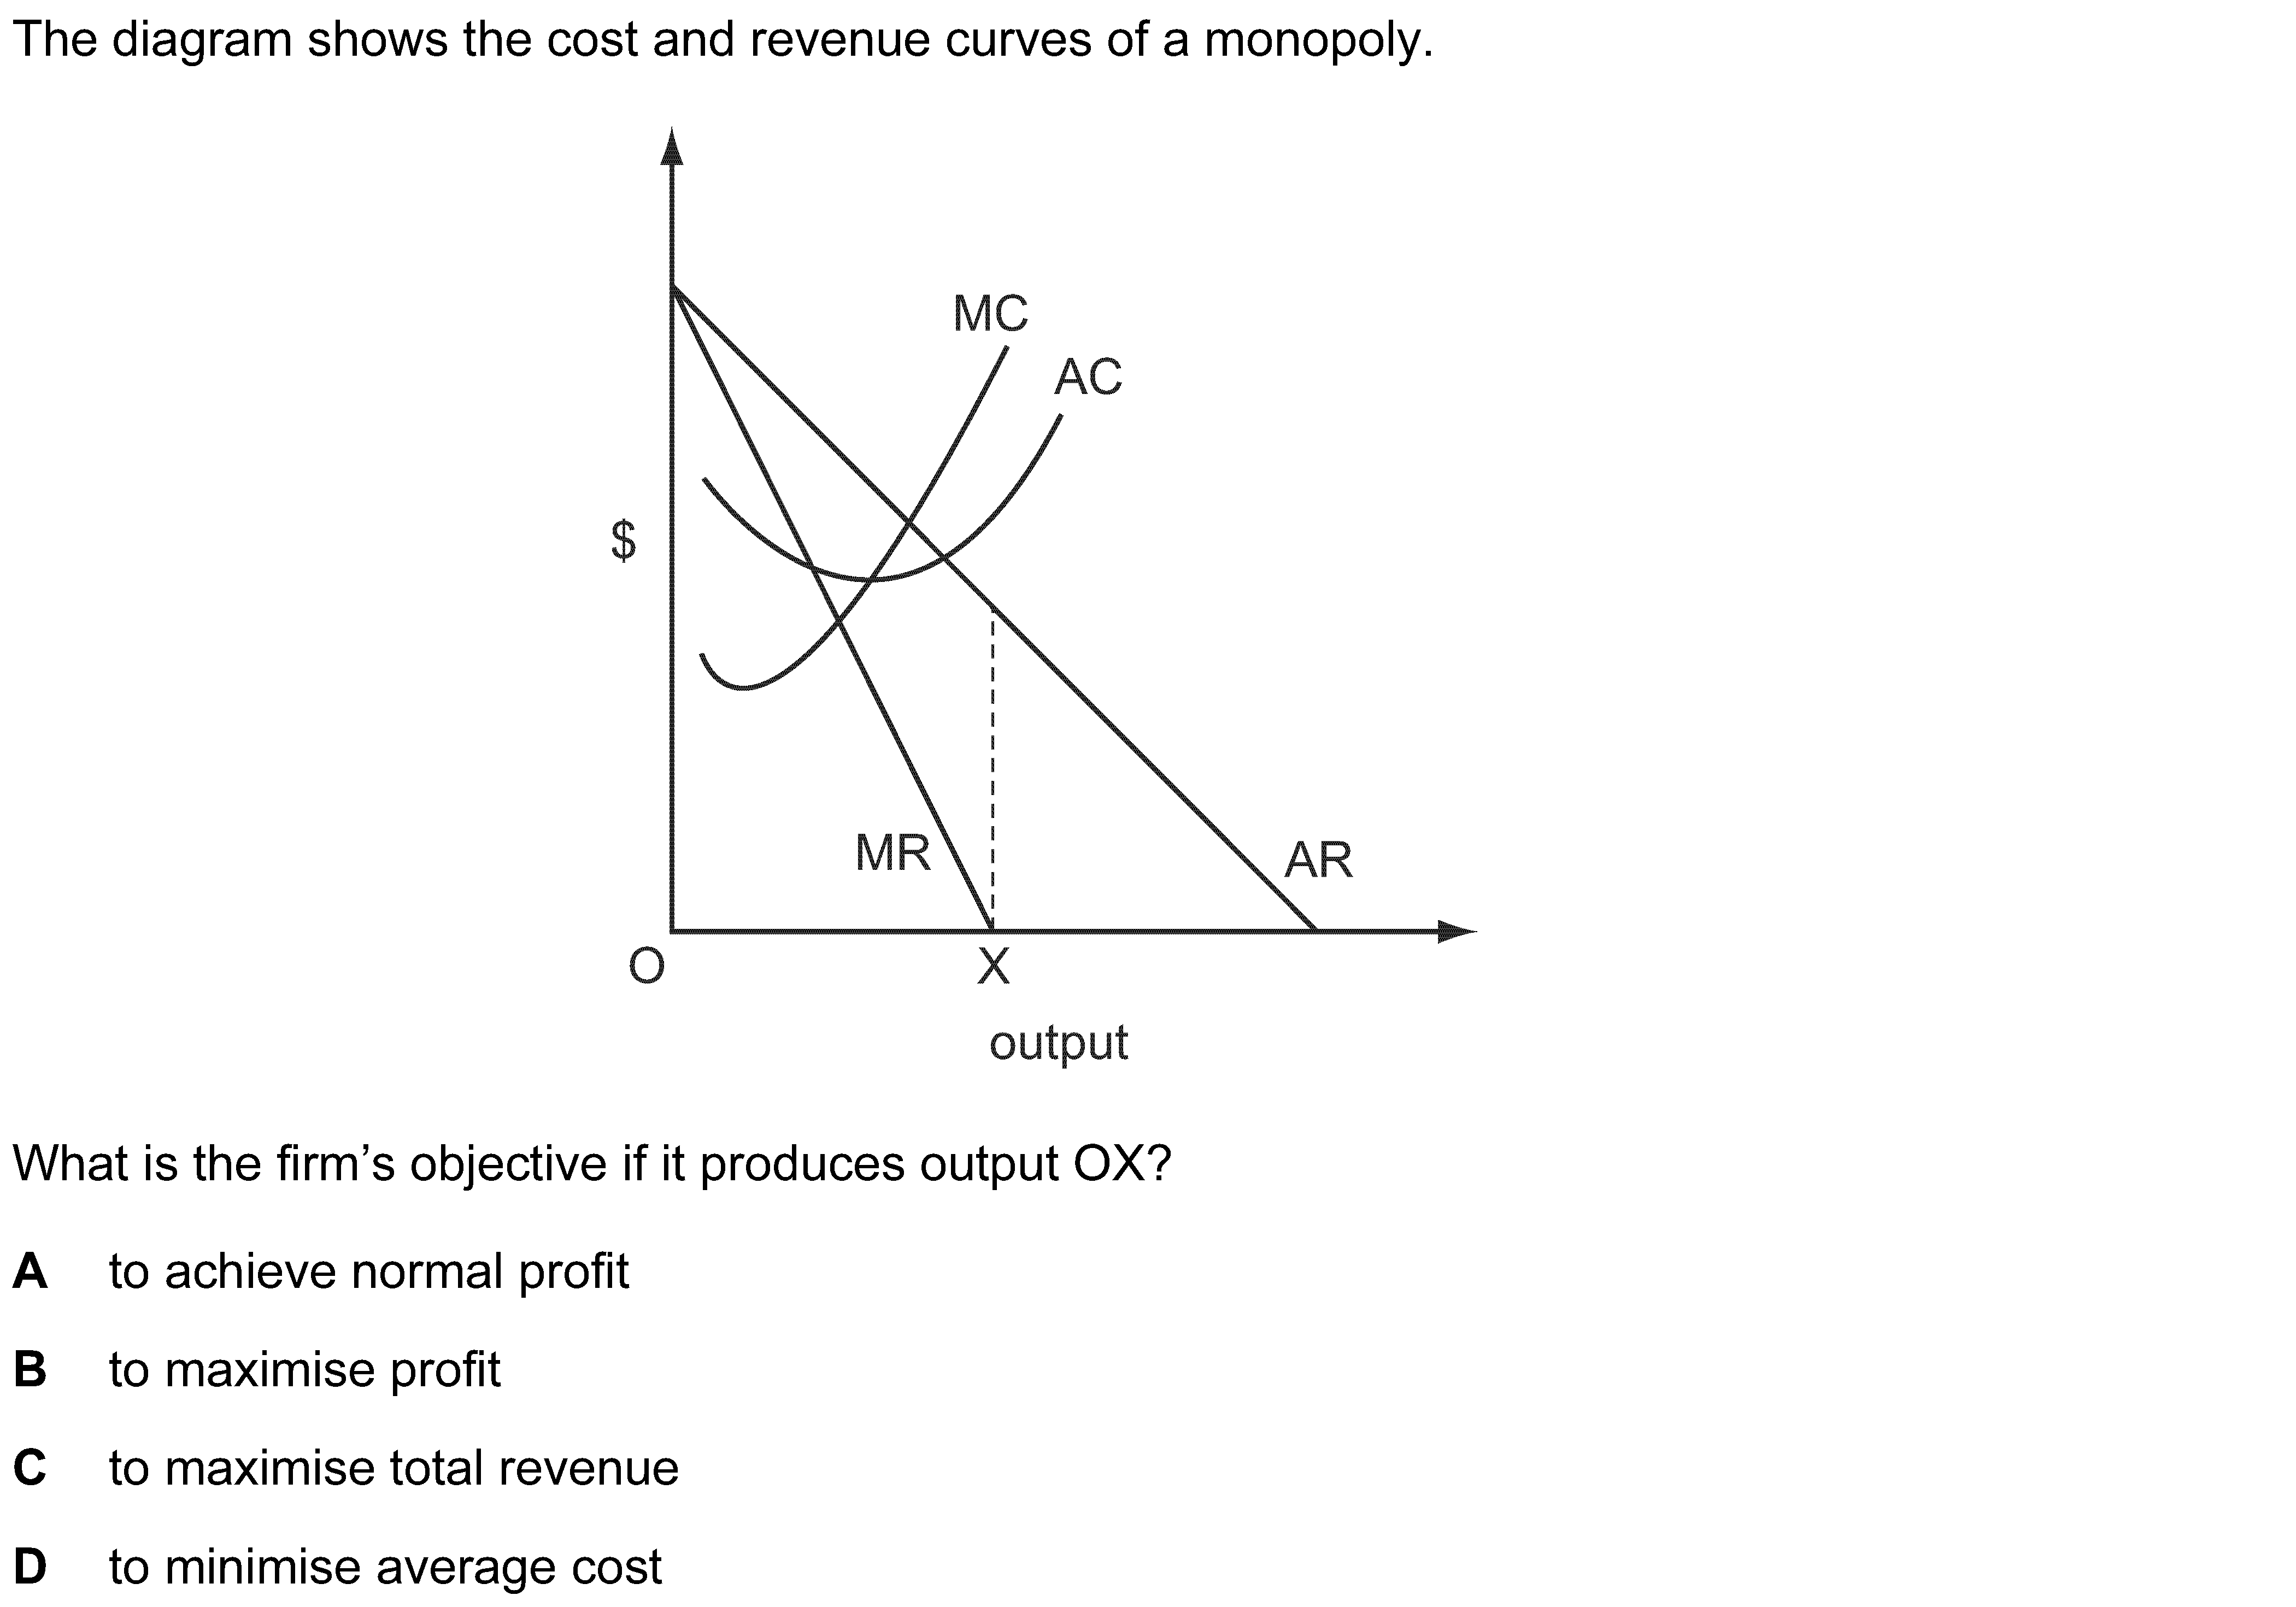 The diagram shows the cost and revenue curves of a monopoly.
MC
AC
$
MR
AR
O
X
output
What is the firm’s objective if it produces output OX?
A to achieve normal profit
B to maximise profit
C to maximise total revenue
D to minimise average cost